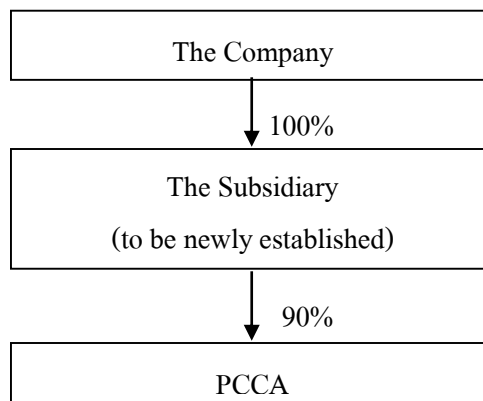 The Company
100%
The Subsidiary
(to be newly established)
90%
PCCA